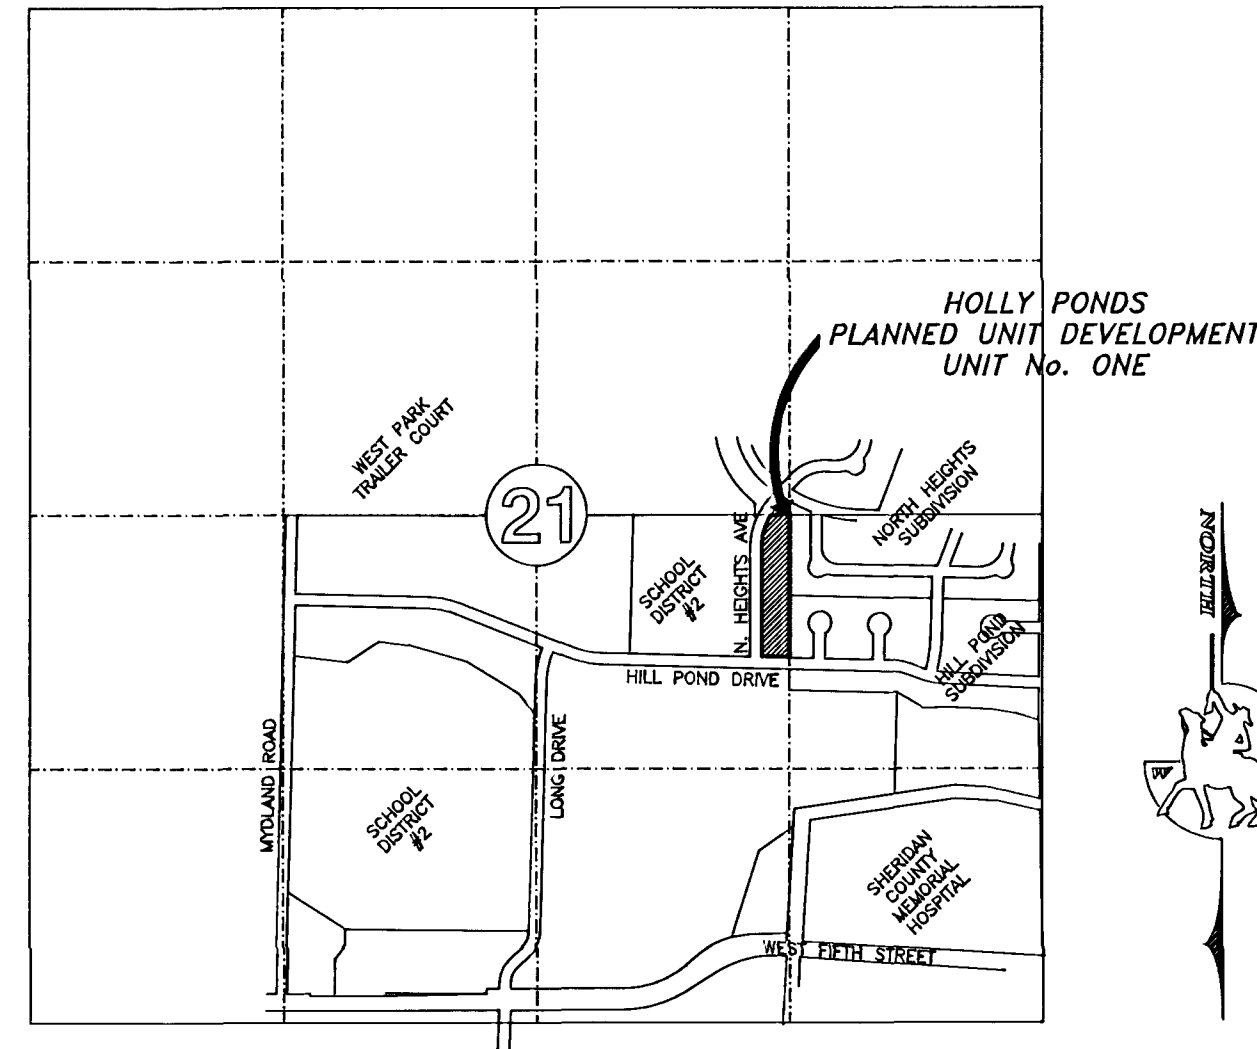 HOLLY PONDS
PLANNED UNIT DEVELOPMENT
UNIT No. ONE
WEST PARK
TRAILER COURT
21
NORTH HEIGHTS
SUBDIVISION
N. HEIGHTS AVE
SCHOOL
DISTRICT
#2
NORTH
HILL POND
SUBDIVISION
HILL POND DRIVE
MYDLAND ROAD
LONG DRIVE
SCHOOL
DISTRICT
#2
W
SHERIDAN
COUNTY
MEMORIAL
HOSPITAL
WEST FIFTH STREET